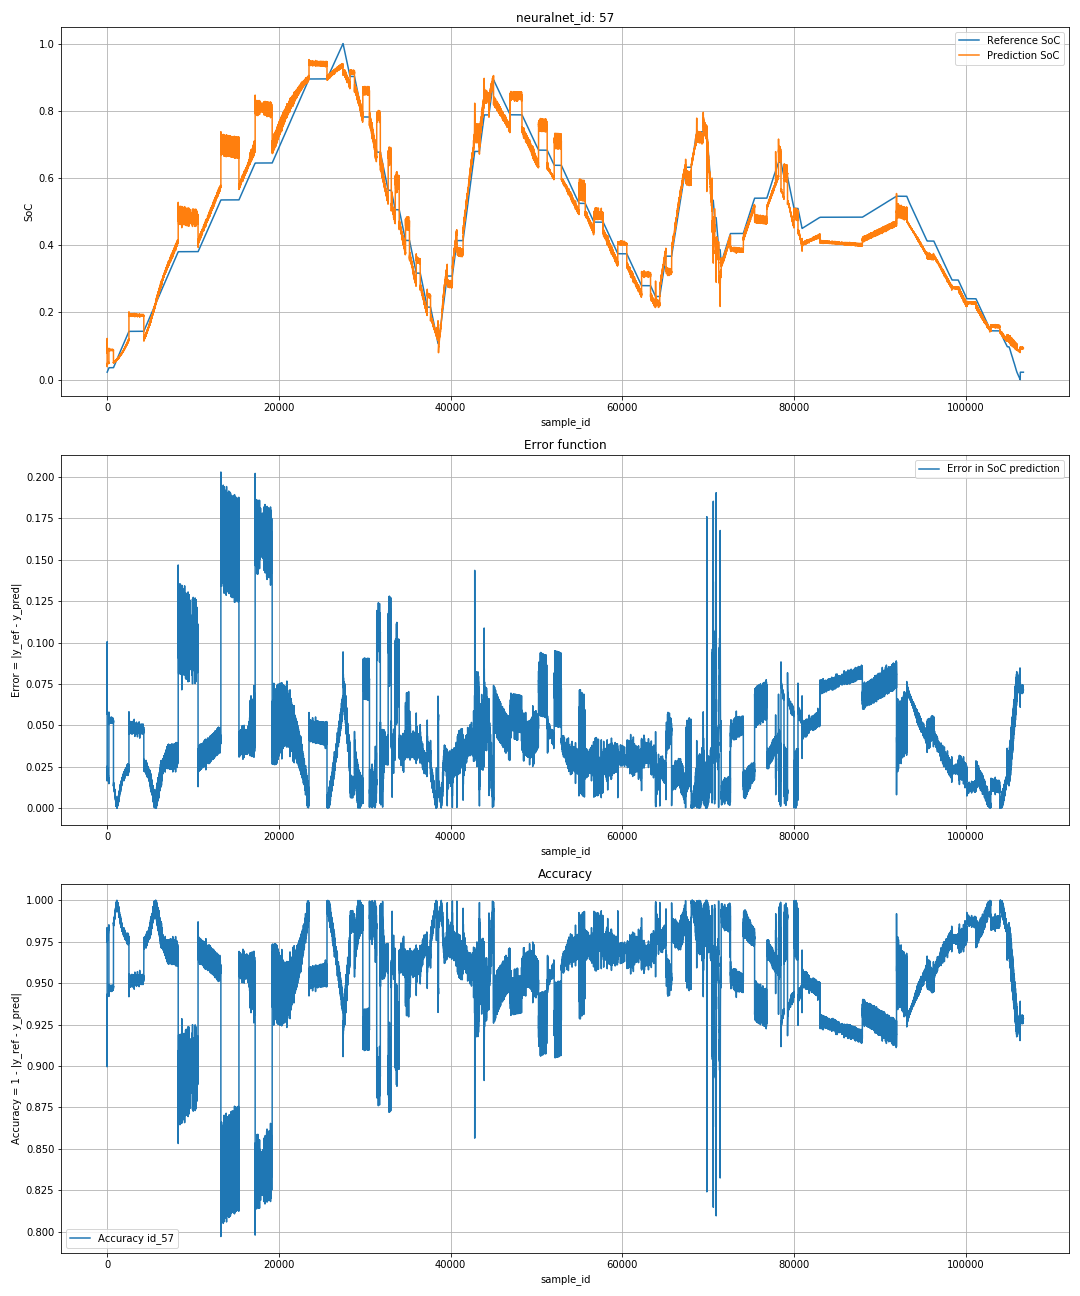 neuralnet_id: 57
SoC
1.0
0.8
0.6
0.4
0.2
0.0
Reference SoC
Prediction SoC
0 20000 40000 60000 80000 100000
sample_id
Error function
Error = |y_ref - y_pred|
0.200
0.175
0.150
0.125
0.100
0.075
0.050
0.025
0.000
Error in SoC prediction
0 20000 40000 60000 80000 100000
sample_id
Accuracy
Accuracy = 1 - |y_ref - y_pred|
1.000
0.975
0.950
0.925
0.900
0.875
0.850
0.825
0.800
Accuracy id_57
0 20000 40000 60000 80000 100000
sample_id